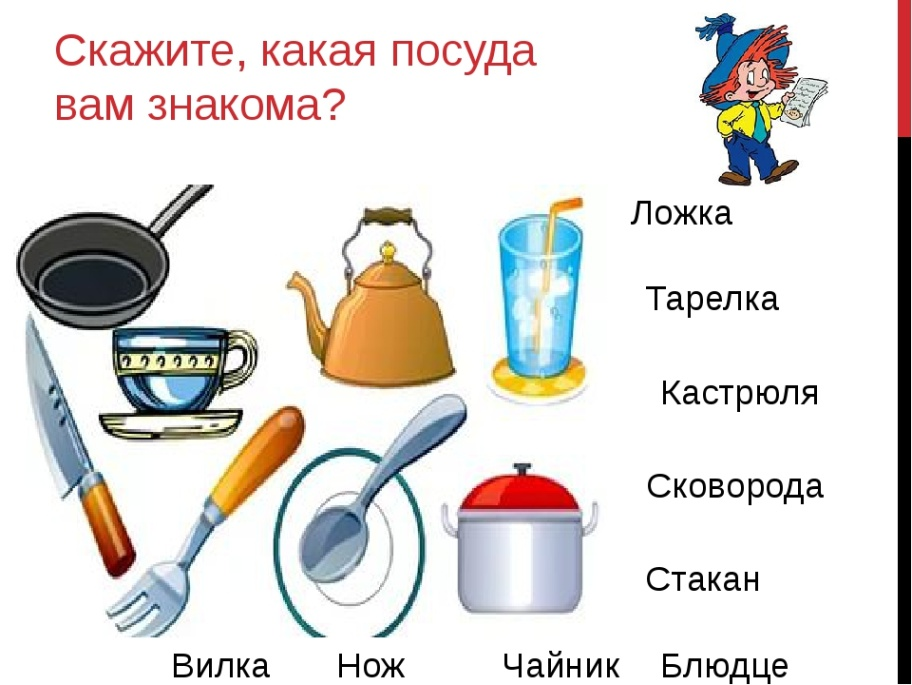 Скажите, какая посуда
вам знакома?
Ложка
Тарелка
Кастрюля
Сковорода
Стакан
Вилка Нож Чайник Блюдце